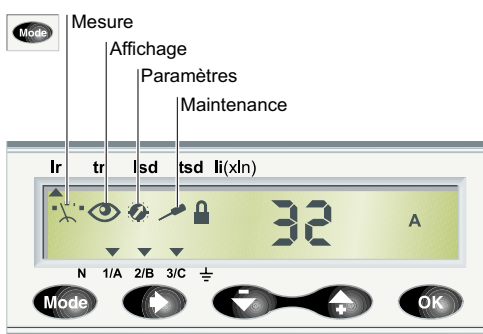 Mode
Mesure
Affichage
Paramètres
Maintenance
Ir tr Isd tsd Ii(xIn)
32 A
N 1/A 2/B 3/C
Mode OK